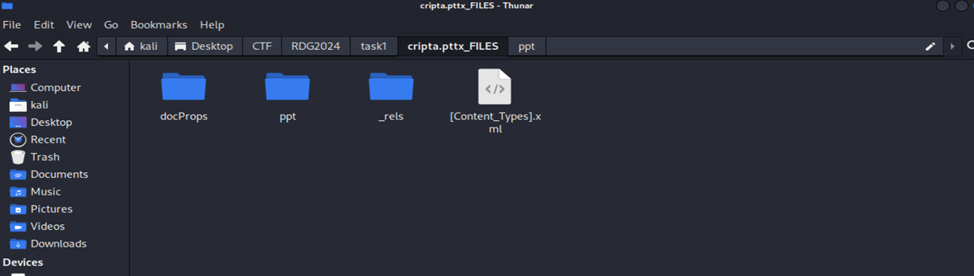 cripta.pttx_FILES - Thunar
File Edit View Go Bookmarks Help
kali Desktop CTF RDG2024 task1 cripta.pttx_FILES ppt
Places
Computer
kali
Desktop
Recent
Trash
Documents
Music
Pictures
Videos
Downloads
Devices
docProps ppt _rels [Content_Types].x
ml